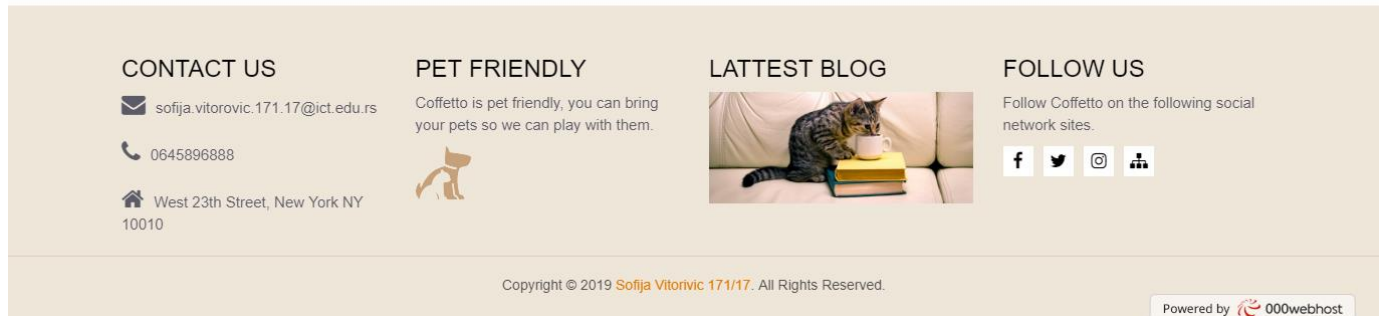 CONTACT US
sofija.vitorovic.171.17@ict.edu.rs
0645896888
West 23th Street, New York NY
10010
PET FRIENDLY
Coffetto is pet friendly, you can bring
your pets so we can play with them.
LATTEST BLOG
FOLLOW US
Follow Coffetto on the following social
network sites.
Copyright © 2019 Sofija Vitorivic 171/17. All Rights Reserved.
Powered by 000webhost